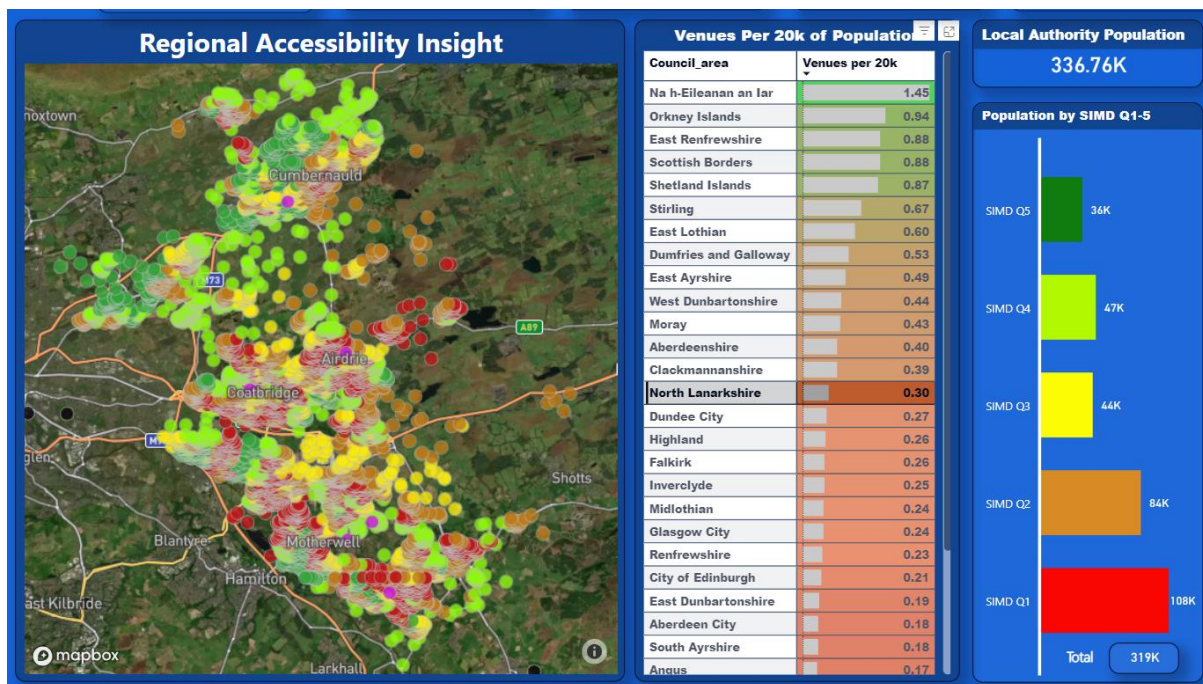 Regional Accessibility Insight
noxtown
Cumbernauld
M73
A89
Airdrie
Coatbridge
Shotts
Blantyre
Motherwell
Hamilton
ast Kilbride
Larkhall
mapbox
Venues Per 20k of Population
Council_area Venues per 20k
Na h-Eileanan an Iar 1.45
Orkney Islands 0.94
East Renfrewshire 0.88
Scottish Borders 0.88
Shetland Islands 0.87
Stirling 0.67
East Lothian 0.60
Dumfries and Galloway 0.53
East Ayrshire 0.49
West Dunbartonshire 0.44
Moray 0.43
Aberdeenshire 0.40
Clackmannanshire 0.39
North Lanarkshire 0.30
Dundee City 0.27
Highland 0.26
Falkirk 0.26
Inverclyde 0.25
Midlothian 0.24
Glasgow City 0.24
Renfrewshire 0.23
City of Edinburgh 0.21
East Dunbartonshire 0.19
Aberdeen City 0.18
South Ayrshire 0.18
Angus 0.17
Local Authority Population
336.76K
Population by SIMD Q1-5
SIMD Q5 36K
SIMD Q4 47K
SIMD Q3 44K
SIMD Q2 84K
SIMD Q1 108K
Total 319K